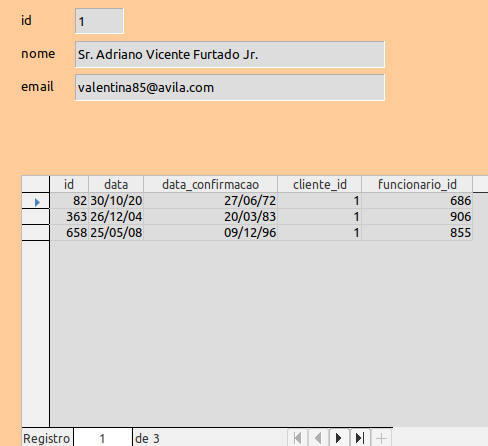 id 1
nome Sr. Adriano Vicente Furtado Jr.
email valentina85@avila.com
id data data_confirmacao cliente_id funcionario_id
82 30/10/20 27/06/72 1 686
363 26/12/04 20/03/83 1 906
658 25/05/08 09/12/96 1 855
Registro 1 de 3